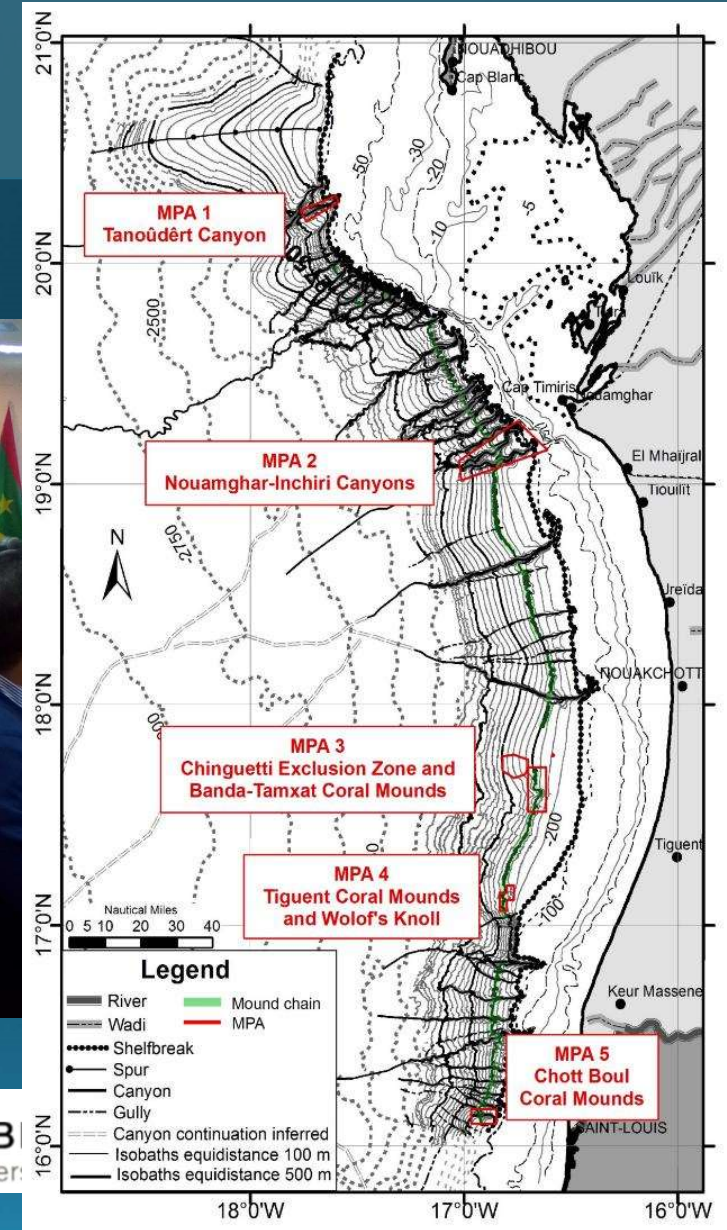 21°0'N
20°0'N
19°0'N
18°0'N
17°0'N
16°0'N
18°0'W
17°0'W
16°0'W
NOUADHIBOU
Cap Blanc
-50
-30
-20
-10
-5
MPA 1
Tanoûdêrt Canyon
2500
Louîk
Cap Timiris
Nouamghar
El Mhaïjrat
Tiouilît
MPA 2
Nouamghar-Inchiri Canyons
N
-2750
Jreïda
NOUAKCHOTT
MPA 3
Chinguetti Exclusion Zone and
Banda-Tamxat Coral Mounds
200
Tiguent
MPA 4
Tiguent Coral Mounds
and Wolof's Knoll
-100
Nautical Miles
0 5 10 20 30 40
Legend
River
Mound chain
Wadi
MPA
Shelfbreak
Spur
Canyon
Gully
Canyon continuation inferred
Isobaths equidistance 100 m
Isobaths equidistance 500 m
Keur Massene
MPA 5
Chott Boul
Coral Mounds
SAINT-LOUIS